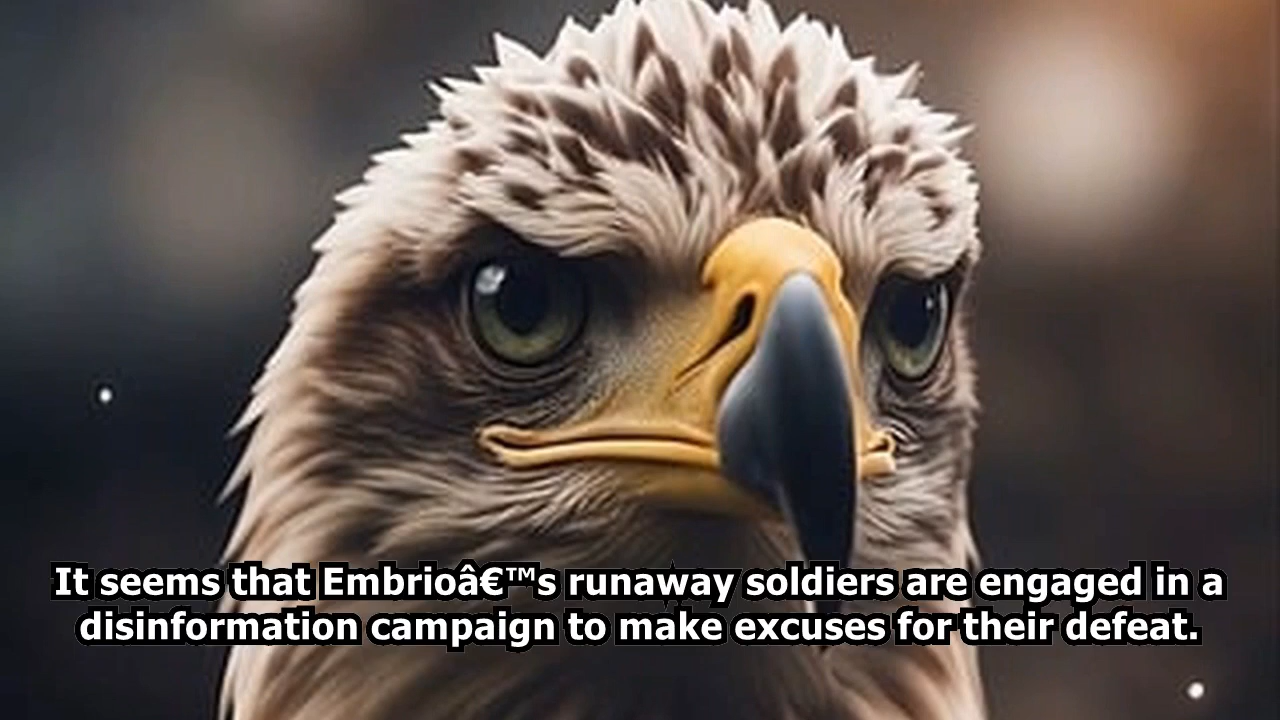 It seems that Embrioâ€™s runaway soldiers are engaged in a
disinformation campaign to make excuses for their defeat.